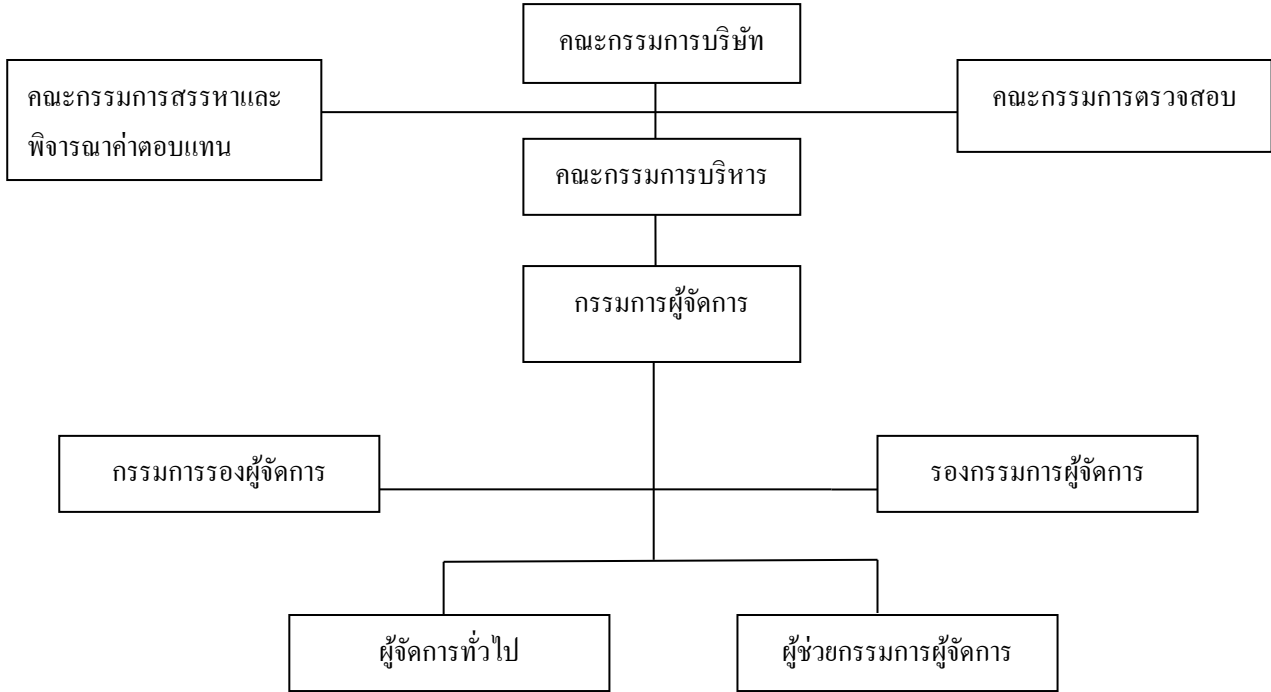 คณะกรรมการบริษัท
คณะกรรมการสรรหาและ
พิจารณาค่าตอบแทน
คณะกรรมการตรวจสอบ
คณะกรรมการบริหาร
กรรมการผู้จัดการ
กรรมการรองผู้จัดการ
รองกรรมการผู้จัดการ
ผู้จัดการทั่วไป
ผู้ช่วยกรรมการผู้จัดการ